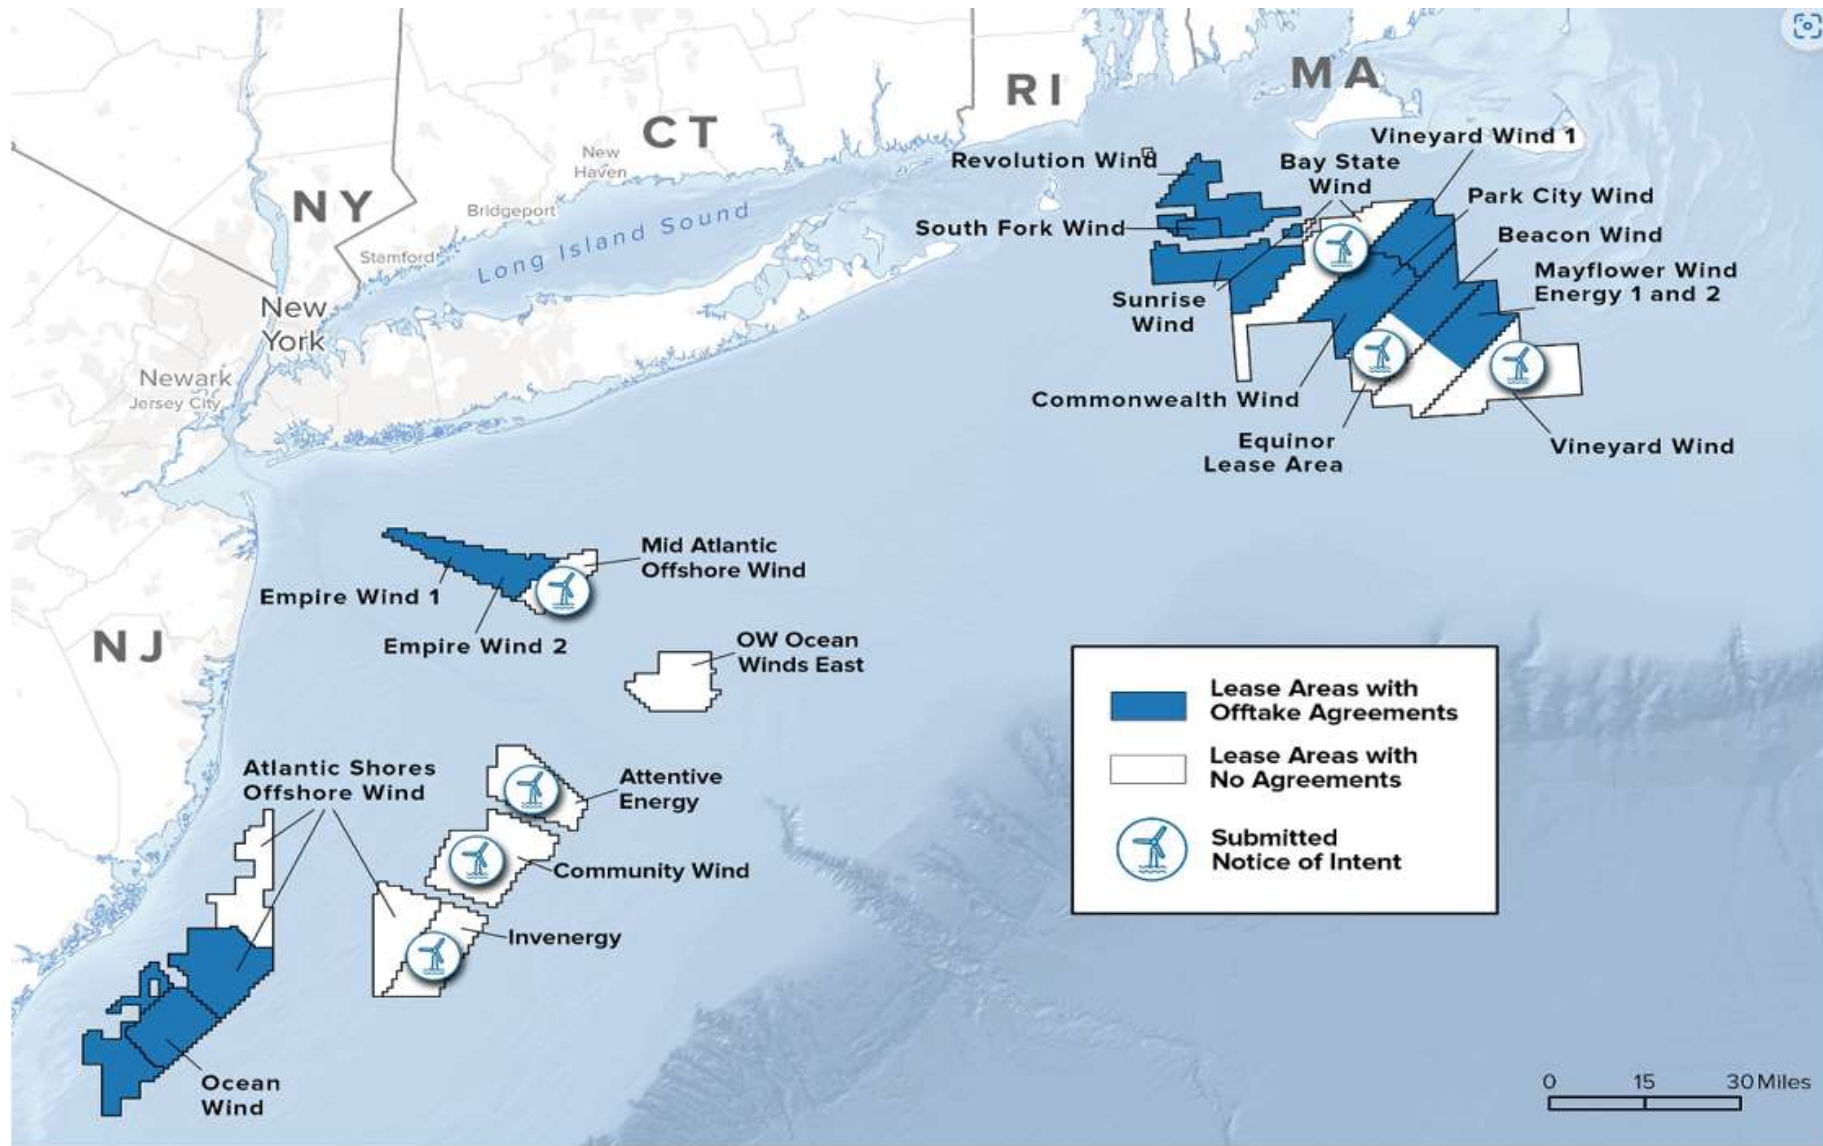 MA
RI
CT
NY
NJ
New
Haven
Bridgeport
Stamford
Long Island Sound
New
York
Newark
Jersey City
Revolution Wind
South Fork Wind
Sunrise
Wind
Bay State
Wind
Vineyard Wind 1
Park City Wind
Beacon Wind
Mayflower Wind
Energy 1 and 2
Commonwealth Wind
Equinor
Lease Area
Vineyard Wind
Mid Atlantic
Offshore Wind
Empire Wind 1
Empire Wind 2
OW Ocean
Winds East
Atlantic Shores
Offshore Wind
Attentive
Energy
Community Wind
Invenergy
Ocean
Wind
Lease Areas with
Offtake Agreements
Lease Areas with
No Agreements
Submitted
Notice of Intent
0 15 30 Miles